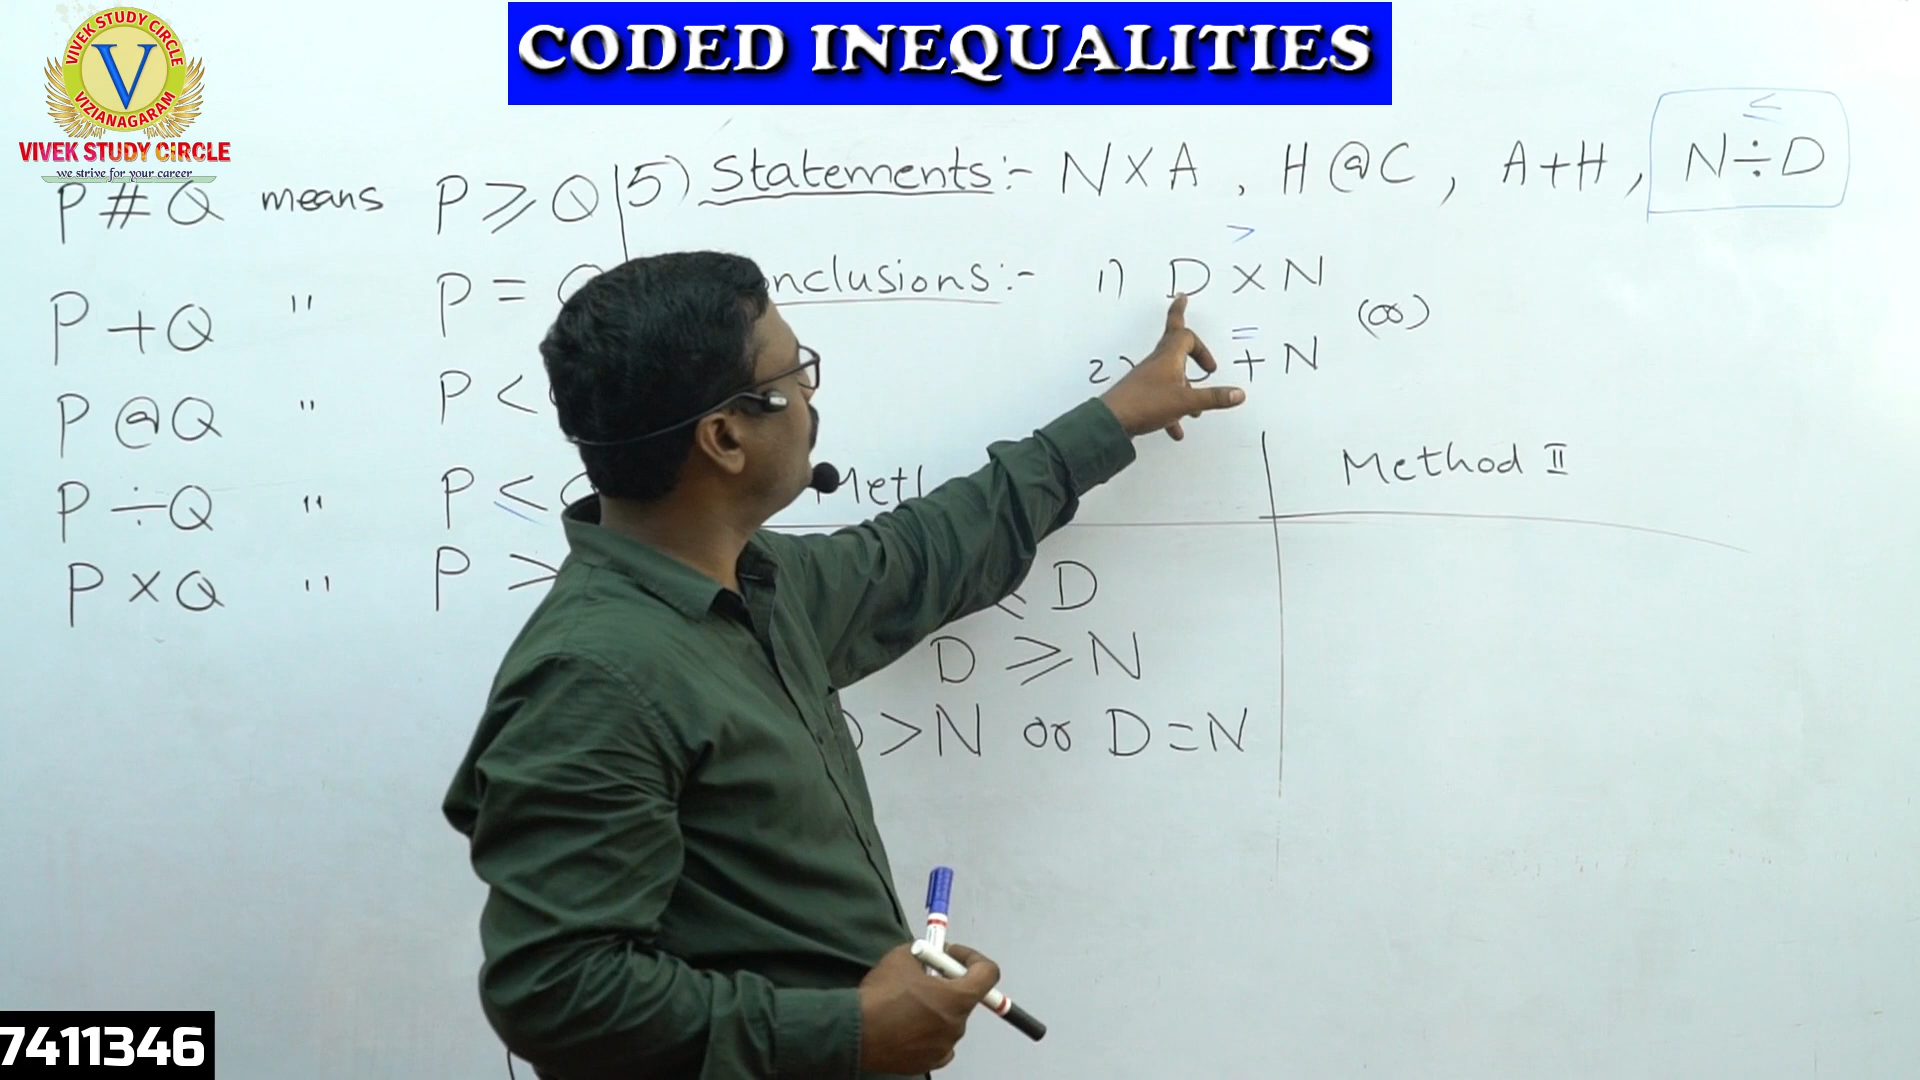 CODED INEQUALITIES
VIVEK STUDY CIRCLE
VIZIANAGARAM
V
VIVEK STUDY CIRCLE
we strive for your career
P # Q means P ≥ Q
P + Q " P =
P @ Q " P <
P ÷ Q " P ≤
P × Q " P >
5) Statements:- N × A , H @ C , A + H , N ÷ D
≤
>
1) D × N
(or)
=
2) + N
Method II
D
D ≥ N
D > N or D = N
7411346